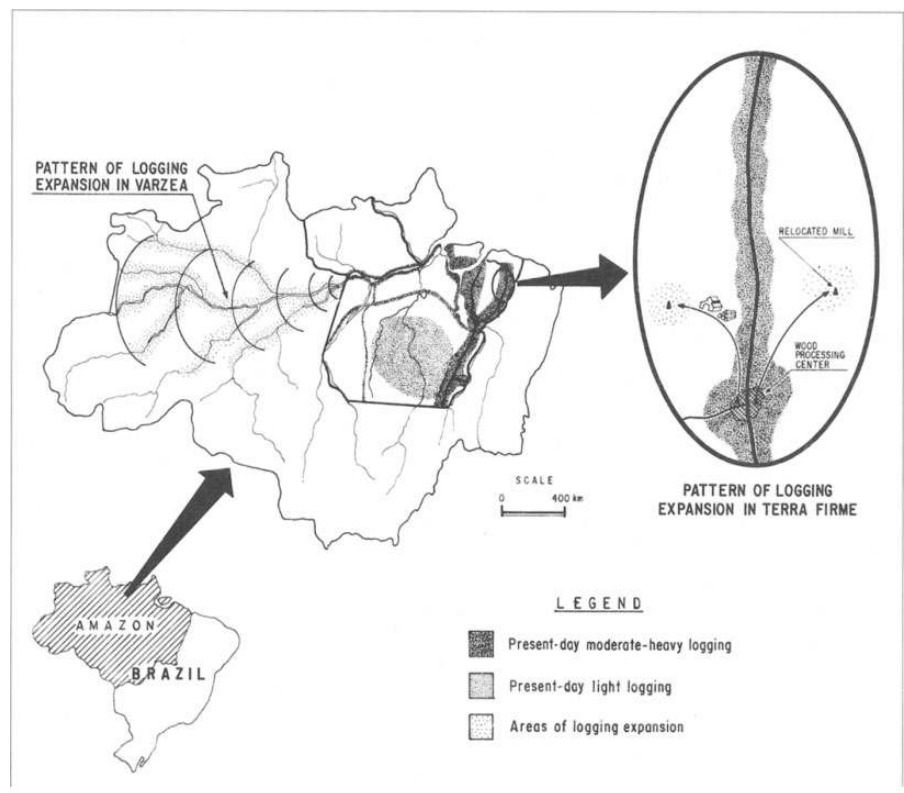 PATTERN OF LOGGING
EXPANSION IN VARZEA
RELOCATED MILL
WOOD
PROCESSING
CENTER
SCALE
0 400 km
PATTERN OF LOGGING
EXPANSION IN TERRA FIRME
AMAZON
BRAZIL
LEGEND
Present-day moderate-heavy logging
Present-day light logging
Areas of logging expansion